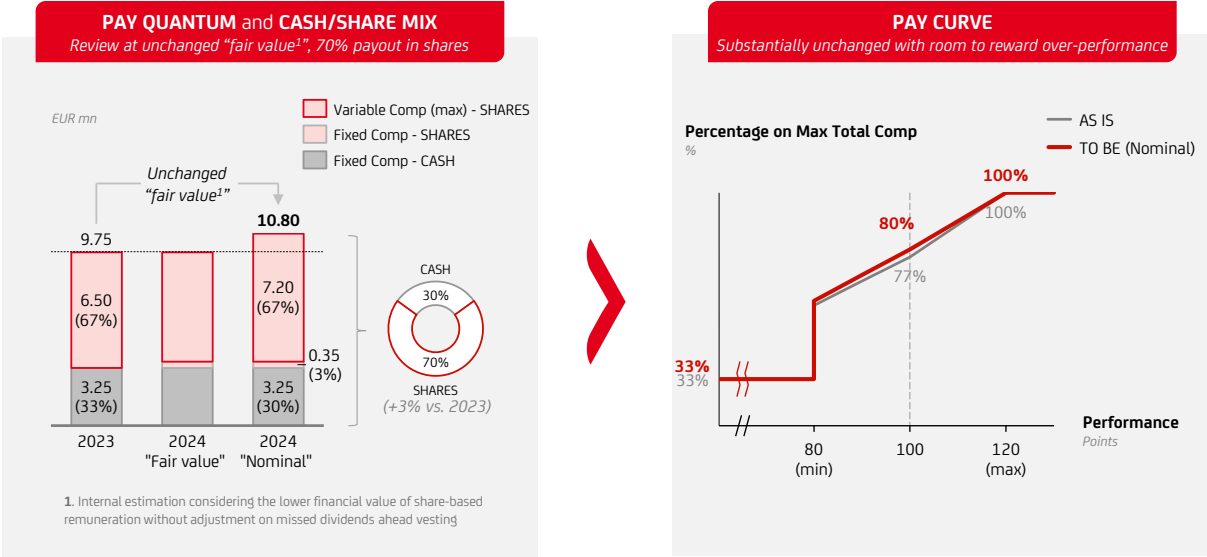 PAY QUANTUM and CASH/SHARE MIX
Review at unchanged “fair value¹”, 70% payout in shares
EUR mn
Variable Comp (max) - SHARES
Fixed Comp - SHARES
Fixed Comp - CASH
Unchanged
“fair value¹”
9.75
10.80
6.50
(67%)
7.20
(67%)
0.35
(3%)
3.25
(33%)
3.25
(30%)
2023
2024
"Fair value"
2024
"Nominal"
CASH
30%
70%
SHARES
(+3% vs. 2023)
1. Internal estimation considering the lower financial value of share-based
remuneration without adjustment on missed dividends ahead vesting
PAY CURVE
Substantially unchanged with room to reward over-performance
Percentage on Max Total Comp
%
AS IS
TO BE (Nominal)
100%
100%
80%
77%
33%
33%
80
(min)
100
120
(max)
Performance
Points